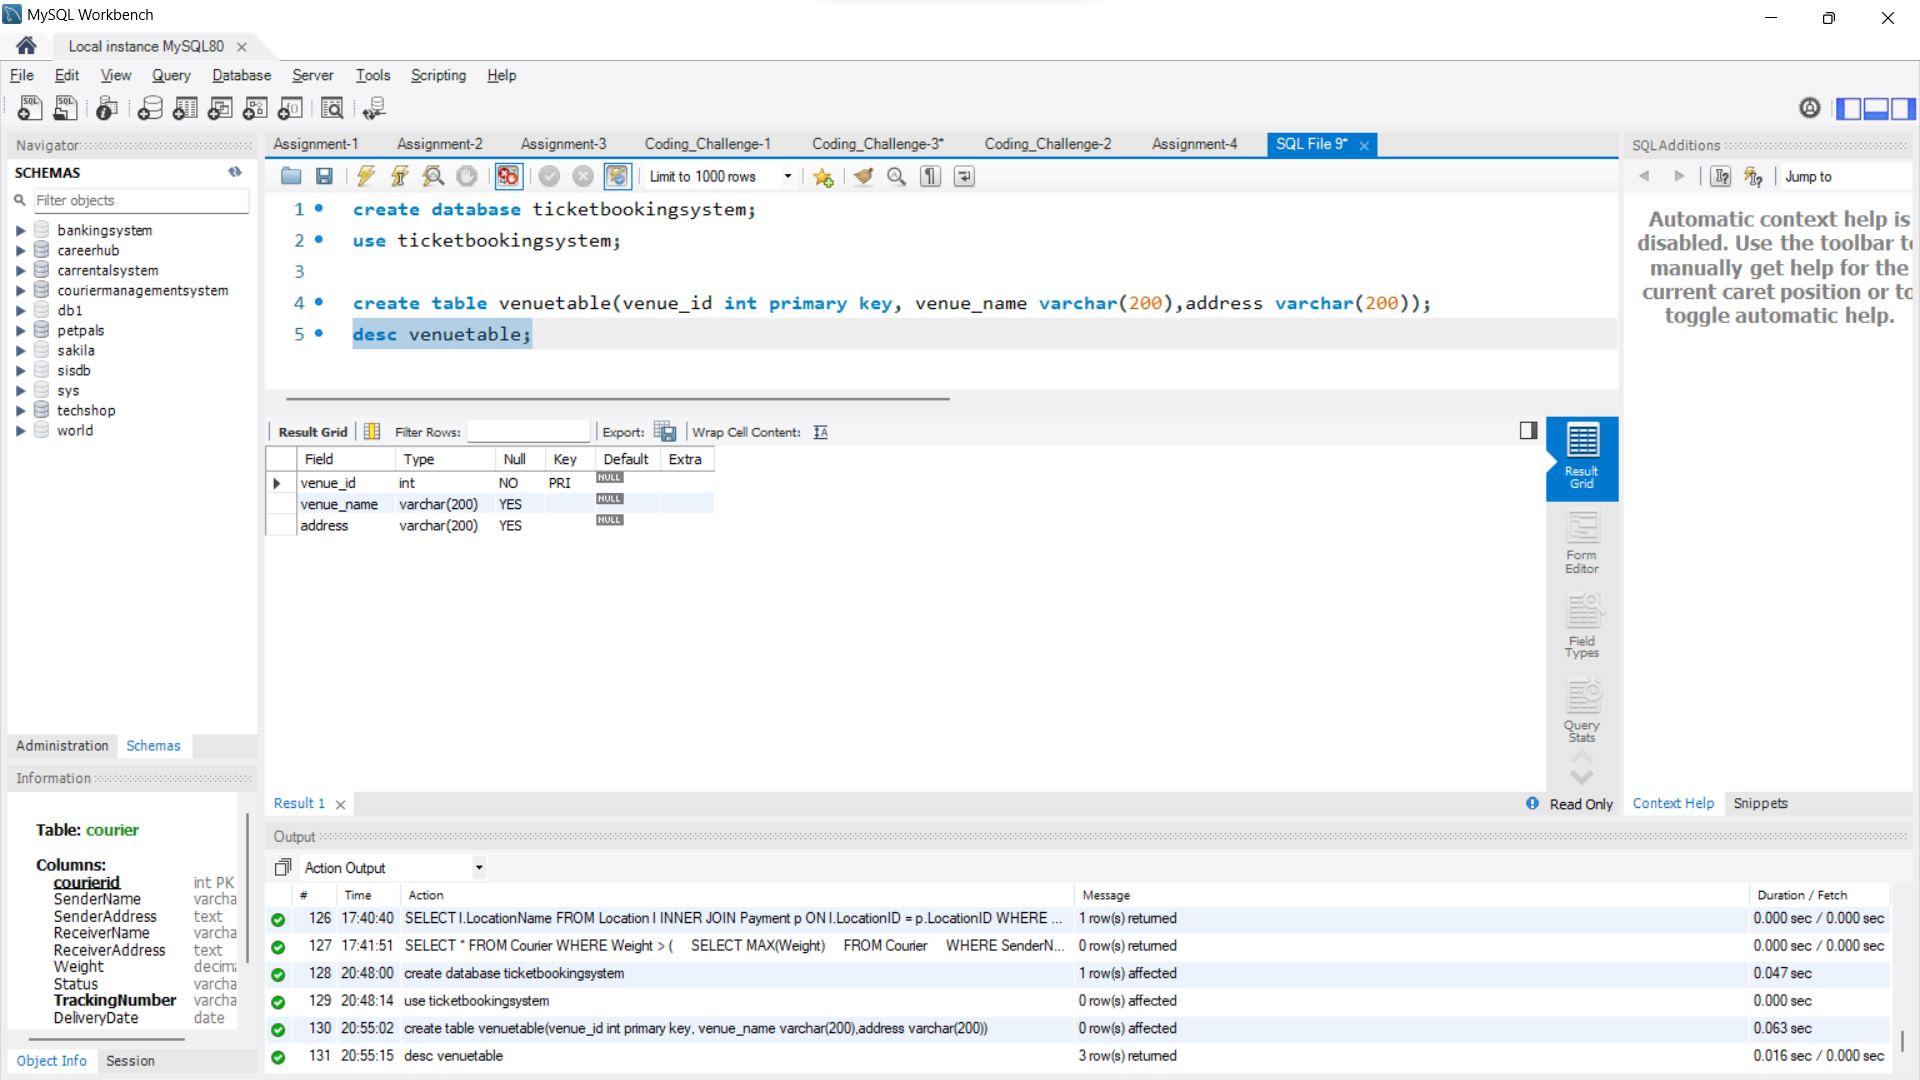 MySQL Workbench
Local instance MySQL80
File Edit View Query Database Server Tools Scripting Help
Navigator
SCHEMAS
Filter objects
bankingsystem
careerhub
carrentalsystem
couriermanagementsystem
db1
petpals
sakila
sisdb
sys
techshop
world
Administration Schemas
Information
Table: courier
Columns:
courierid int PK
SenderName varcha
SenderAddress text
ReceiverName varcha
ReceiverAddress text
Weight decim
Status varcha
TrackingNumber varcha
DeliveryDate date
Object Info Session
Assignment-1 Assignment-2 Assignment-3 Coding_Challenge-1 Coding_Challenge-3* Coding_Challenge-2 Assignment-4 SQL File 9*
Limit to 1000 rows
1 create database ticketbookingsystem;
2 use ticketbookingsystem;
3
4 create table venuetable(venue_id int primary key, venue_name varchar(200),address varchar(200));
5 desc venuetable;
Result Grid Filter Rows: Export: Wrap Cell Content:
Field Type Null Key Default Extra
venue_id int NO PRI NULL
venue_name varchar(200) YES NULL
address varchar(200) YES NULL
Result Grid
Form Editor
Field Types
Query Stats
Result 1 Read Only
SQLAdditions
Jump to
Automatic context help is
disabled. Use the toolbar to
manually get help for the
current caret position or to
toggle automatic help.
Context Help Snippets
Output
Action Output
# Time Action Message Duration / Fetch
126 17:40:40 SELECT l.LocationName FROM Location l INNER JOIN Payment p ON l.LocationID = p.LocationID WHERE ... 1 row(s) returned 0.000 sec / 0.000 sec
127 17:41:51 SELECT * FROM Courier WHERE Weight > ( SELECT MAX(Weight) FROM Courier WHERE SenderN... 0 row(s) returned 0.000 sec / 0.000 sec
128 20:48:00 create database ticketbookingsystem 1 row(s) affected 0.047 sec
129 20:48:14 use ticketbookingsystem 0 row(s) affected 0.000 sec
130 20:55:02 create table venuetable(venue_id int primary key, venue_name varchar(200),address varchar(200)) 0 row(s) affected 0.063 sec
131 20:55:15 desc venuetable 3 row(s) returned 0.016 sec / 0.000 sec